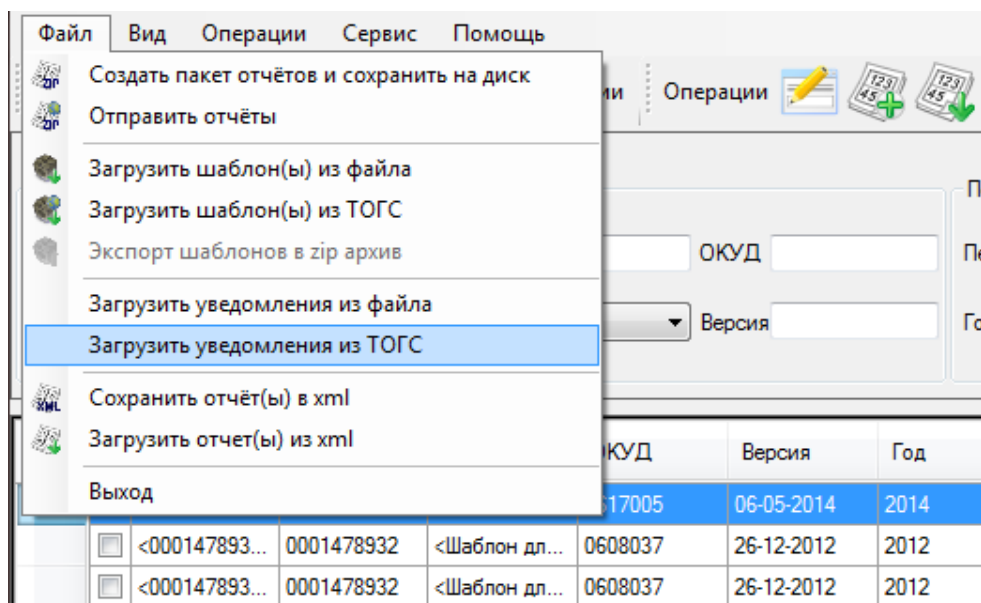 Файл Вид Операции Сервис Помощь
Создать пакет отчётов и сохранить на диск
Отправить отчёты
Загрузить шаблон(ы) из файла
Загрузить шаблон(ы) из ТОГС
Экспорт шаблонов в zip архив
Загрузить уведомления из файла
Загрузить уведомления из ТОГС
Сохранить отчёт(ы) в xml
Загрузить отчет(ы) из xml
Выход
Операции
ОКУД
Версия
Версия Год
06-05-2014 2014
<000147893... 0001478932 <Шаблон дл... 0608037 26-12-2012 2012
<000147893... 0001478932 <Шаблон дл... 0608037 26-12-2012 2012